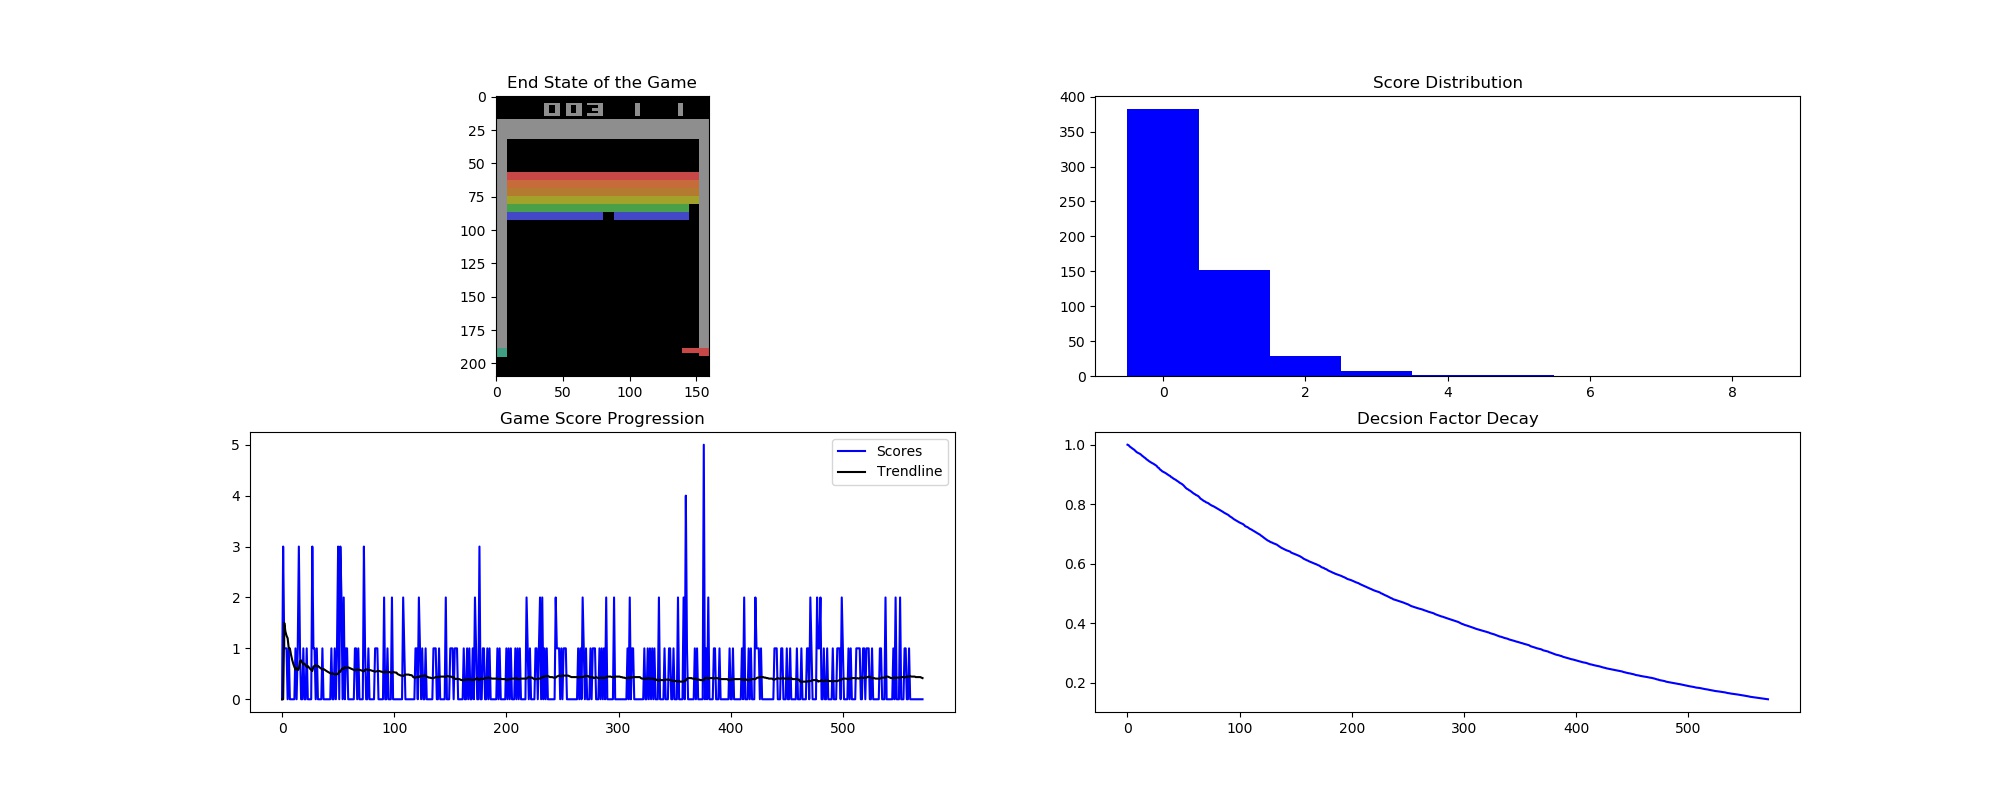 End State of the Game
0
25
50
75
100
125
150
175
200
003 1 1
0 50 100 150
Score Distribution
400
350
300
250
200
150
100
50
0
0 2 4 6 8
Game Score Progression
5
4
3
2
1
0
Scores
Trendline
0 100 200 300 400 500
Decsion Factor Decay
1.0
0.8
0.6
0.4
0.2
0 100 200 300 400 500